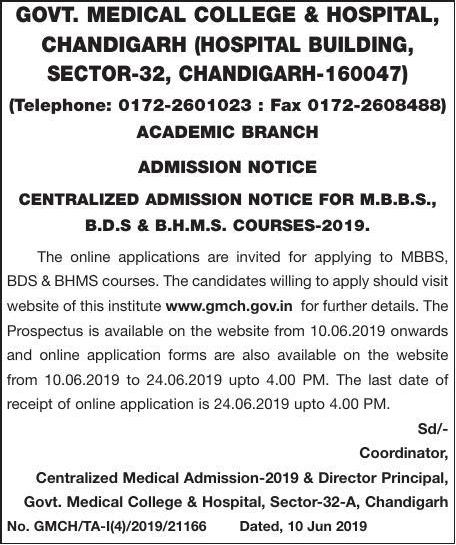 GOVT. MEDICAL COLLEGE & HOSPITAL,
CHANDIGARH (HOSPITAL BUILDING,
SECTOR-32, CHANDIGARH-160047)
(Telephone: 0172-2601023 : Fax 0172-2608488)
ACADEMIC BRANCH
ADMISSION NOTICE
CENTRALIZED ADMISSION NOTICE FOR M.B.B.S.,
B.D.S & B.H.M.S. COURSES-2019.
The online applications are invited for applying to MBBS,
BDS & BHMS courses. The candidates willing to apply should visit
website of this institute www.gmch.gov.in for further details. The
Prospectus is available on the website from 10.06.2019 onwards
and online application forms are also available on the website
from 10.06.2019 to 24.06.2019 upto 4.00 PM. The last date of
receipt of online application is 24.06.2019 upto 4.00 PM.
Sd/-
Coordinator,
Centralized Medical Admission-2019 & Director Principal,
Govt. Medical College & Hospital, Sector-32-A, Chandigarh
No. GMCH/TA-I(4)/2019/21166 Dated, 10 Jun 2019